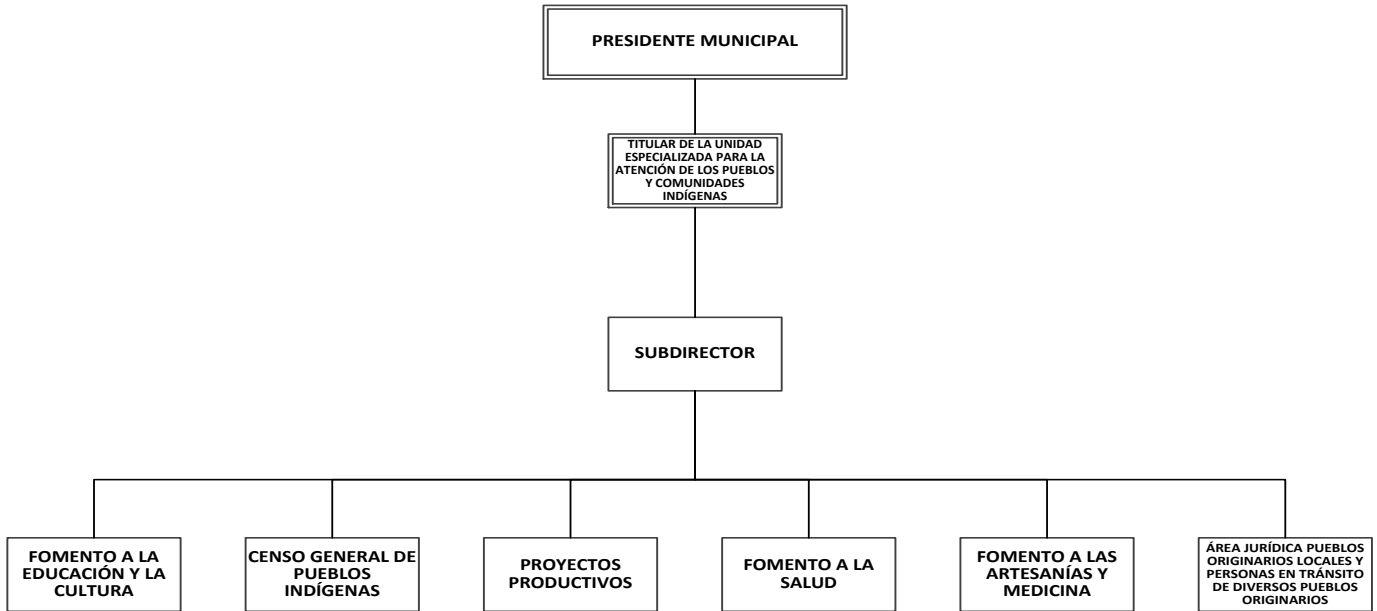 PRESIDENTE MUNICIPAL
TITULAR DE LA UNIDAD
ESPECIALIZADA PARA LA
ATENCIÓN DE LOS PUEBLOS
Y COMUNIDADES
INDÍGENAS
SUBDIRECTOR
FOMENTO A LA
EDUCACIÓN Y LA
CULTURA
CENSO GENERAL DE
PUEBLOS
INDÍGENAS
PROYECTOS
PRODUCTIVOS
FOMENTO A LA
SALUD
FOMENTO A LAS
ARTESANÍAS Y
MEDICINA
ÁREA JURÍDICA PUEBLOS
ORIGINARIOS LOCALES Y
PERSONAS EN TRÁNSITO
DE DIVERSOS PUEBLOS
ORIGINARIOS